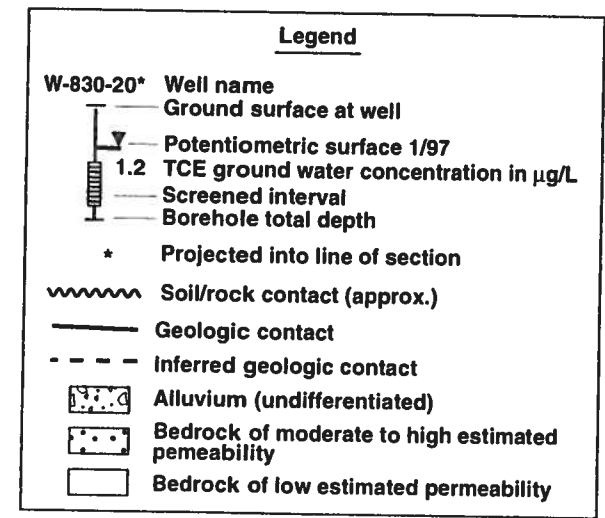 Legend
W-830-20* Well name
Ground surface at well
Potentiometric surface 1/97
1.2 TCE ground water concentration in µg/L
Screened interval
Borehole total depth
* Projected into line of section
Soil/rock contact (approx.)
Geologic contact
Inferred geologic contact
Alluvium (undifferentiated)
Bedrock of moderate to high estimated
pemeability
Bedrock of low estimated permeability